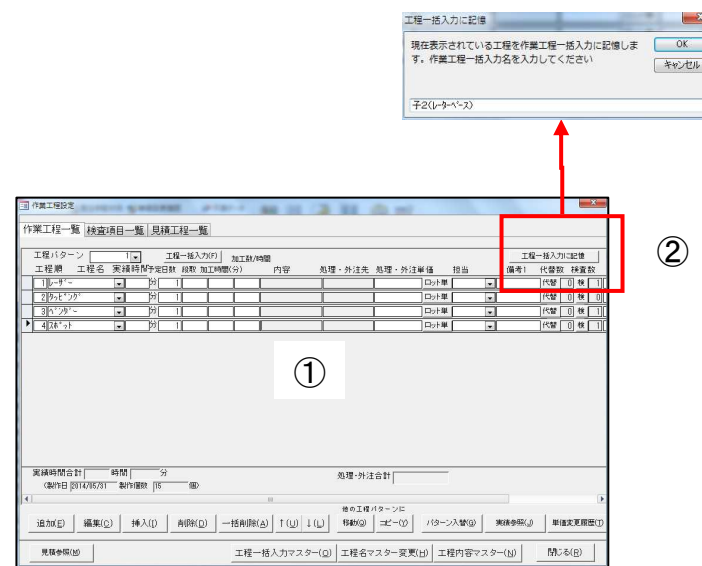 工程一括入力に記憶
現在表示されている工程を作業工程一括入力に記憶しま
す。作業工程一括入力名を入力してください
OK
キャンセル
子2(ﾚｰﾀｰﾍﾞｰｽ)
作業工程設定
作業工程一覧 検査項目一覧 見積工程一覧
②
工程パターン 1 工程一括入力(F) 加工数/時間 工程一括入力に記憶
工程順 工程名 実績時間 予定日数 段取 加工時間(分) 内容 処理・外注先 処理・外注単価 担当 備考1 代替数 検査数
1 ﾚｰｻﾞｰ 分 1 ロット単 代替 0 検 1
2 ﾀｯﾋﾟﾝｸﾞ 分 1 ロット単 代替 0 検 0
3 ﾍﾞﾝﾀﾞｰ 分 1 ロット単 代替 0 検 1
4 ｽﾎﾟｯﾄ 分 1 ロット単 代替 0 検 1
①
実績時間合計 時間 分 処理・外注合計
(製作日 2014/05/31 製作個数 15 個)
他の工程パターンに
追加(E) 編集(C) 挿入(I) 削除(D) 一括削除(A) ↑(U) ↓(L) 移動(Q) コピー(Y) パターン入替(G) 実績参照(J) 単価変更履歴(T)
見積参照(M) 工程一括入力マスター(O) 工程名マスター変更(H) 工程内容マスター(N) 閉じる(R)